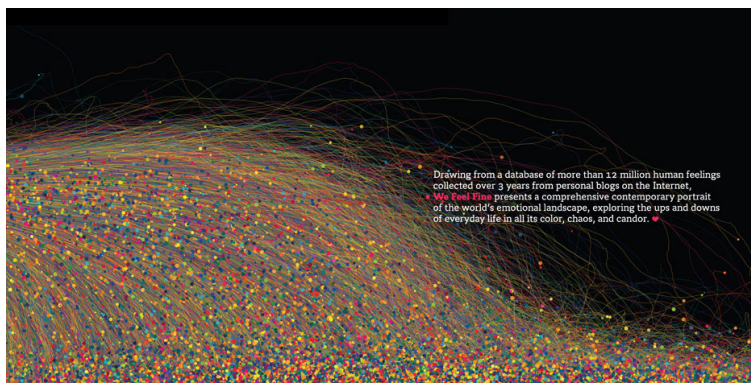 Drawing from a database of more than 12 million human feelings
collected over 3 years from personal blogs on the Internet,
We Feel Fine presents a comprehensive contemporary portrait
of the world's emotional landscape, exploring the ups and downs
of everyday life in all its color, chaos, and candor.